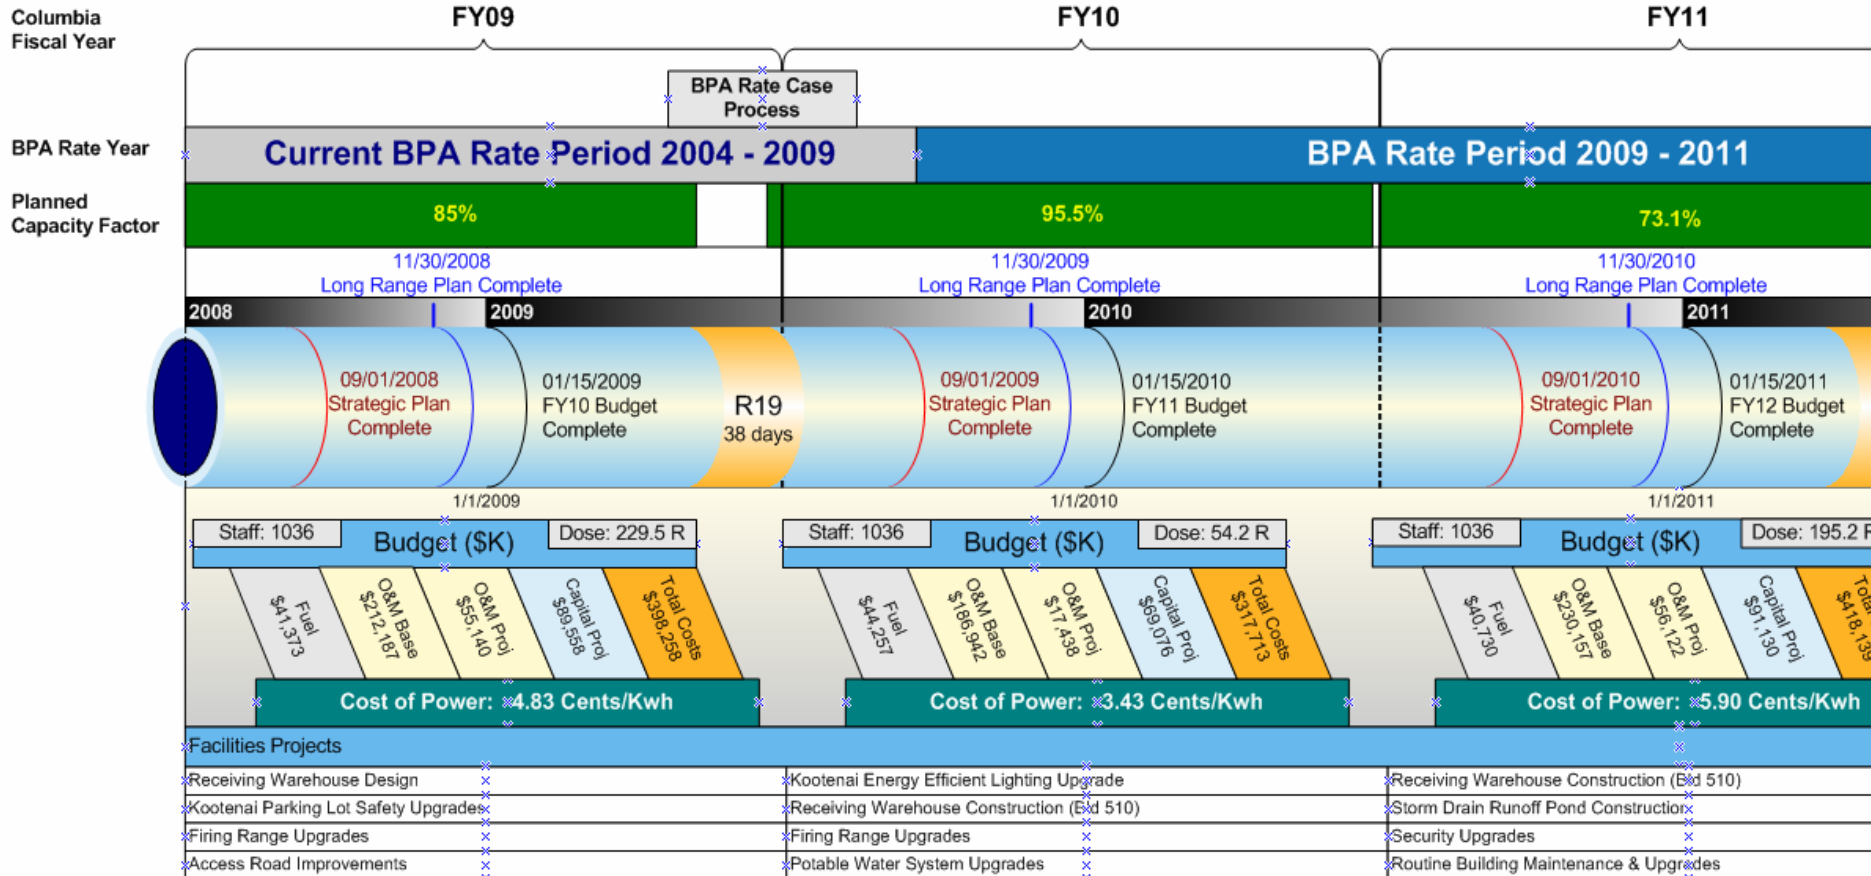 Columbia
Fiscal Year
FY09
FY10
FY11
BPA Rate Case
Process
BPA Rate Year
Current BPA Rate Period 2004 - 2009
BPA Rate Period 2009 - 2011
Planned
Capacity Factor
85%
95.5%
73.1%
11/30/2008
Long Range Plan Complete
11/30/2009
Long Range Plan Complete
11/30/2010
Long Range Plan Complete
2008
2009
2010
2011
09/01/2008
Strategic Plan
Complete
01/15/2009
FY10 Budget
Complete
R19
38 days
09/01/2009
Strategic Plan
Complete
01/15/2010
FY11 Budget
Complete
09/01/2010
Strategic Plan
Complete
01/15/2011
FY12 Budget
Complete
1/1/2009
1/1/2010
1/1/2011
Staff: 1036
Budget ($K)
Dose: 229.5 R
Staff: 1036
Budget ($K)
Dose: 54.2 R
Staff: 1036
Budget ($K)
Dose: 195.2 R
Fuel
$41,373
O&M Base
$212,187
O&M Proj
$55,140
Capital Proj
$89,558
Total Costs
$398,258
Fuel
$44,257
O&M Base
$186,942
O&M Proj
$17,438
Capital Proj
$69,076
Total Costs
$317,713
Fuel
$40,730
O&M Base
$230,157
O&M Proj
$56,122
Capital Proj
$91,130
$418,139
Cost of Power: 4.83 Cents/Kwh
Cost of Power: 3.43 Cents/Kwh
Cost of Power: 5.90 Cents/Kwh
Facilities Projects
Receiving Warehouse Design
Kootenai Energy Efficient Lighting Upgrade
Receiving Warehouse Construction (Bid 510)
Kootenai Parking Lot Safety Upgrades
Receiving Warehouse Construction (Bld 510)
Storm Drain Runoff Pond Construction
Firing Range Upgrades
Firing Range Upgrades
Security Upgrades
Access Road Improvements
Potable Water System Upgrades
Routine Building Maintenance & Upgrades